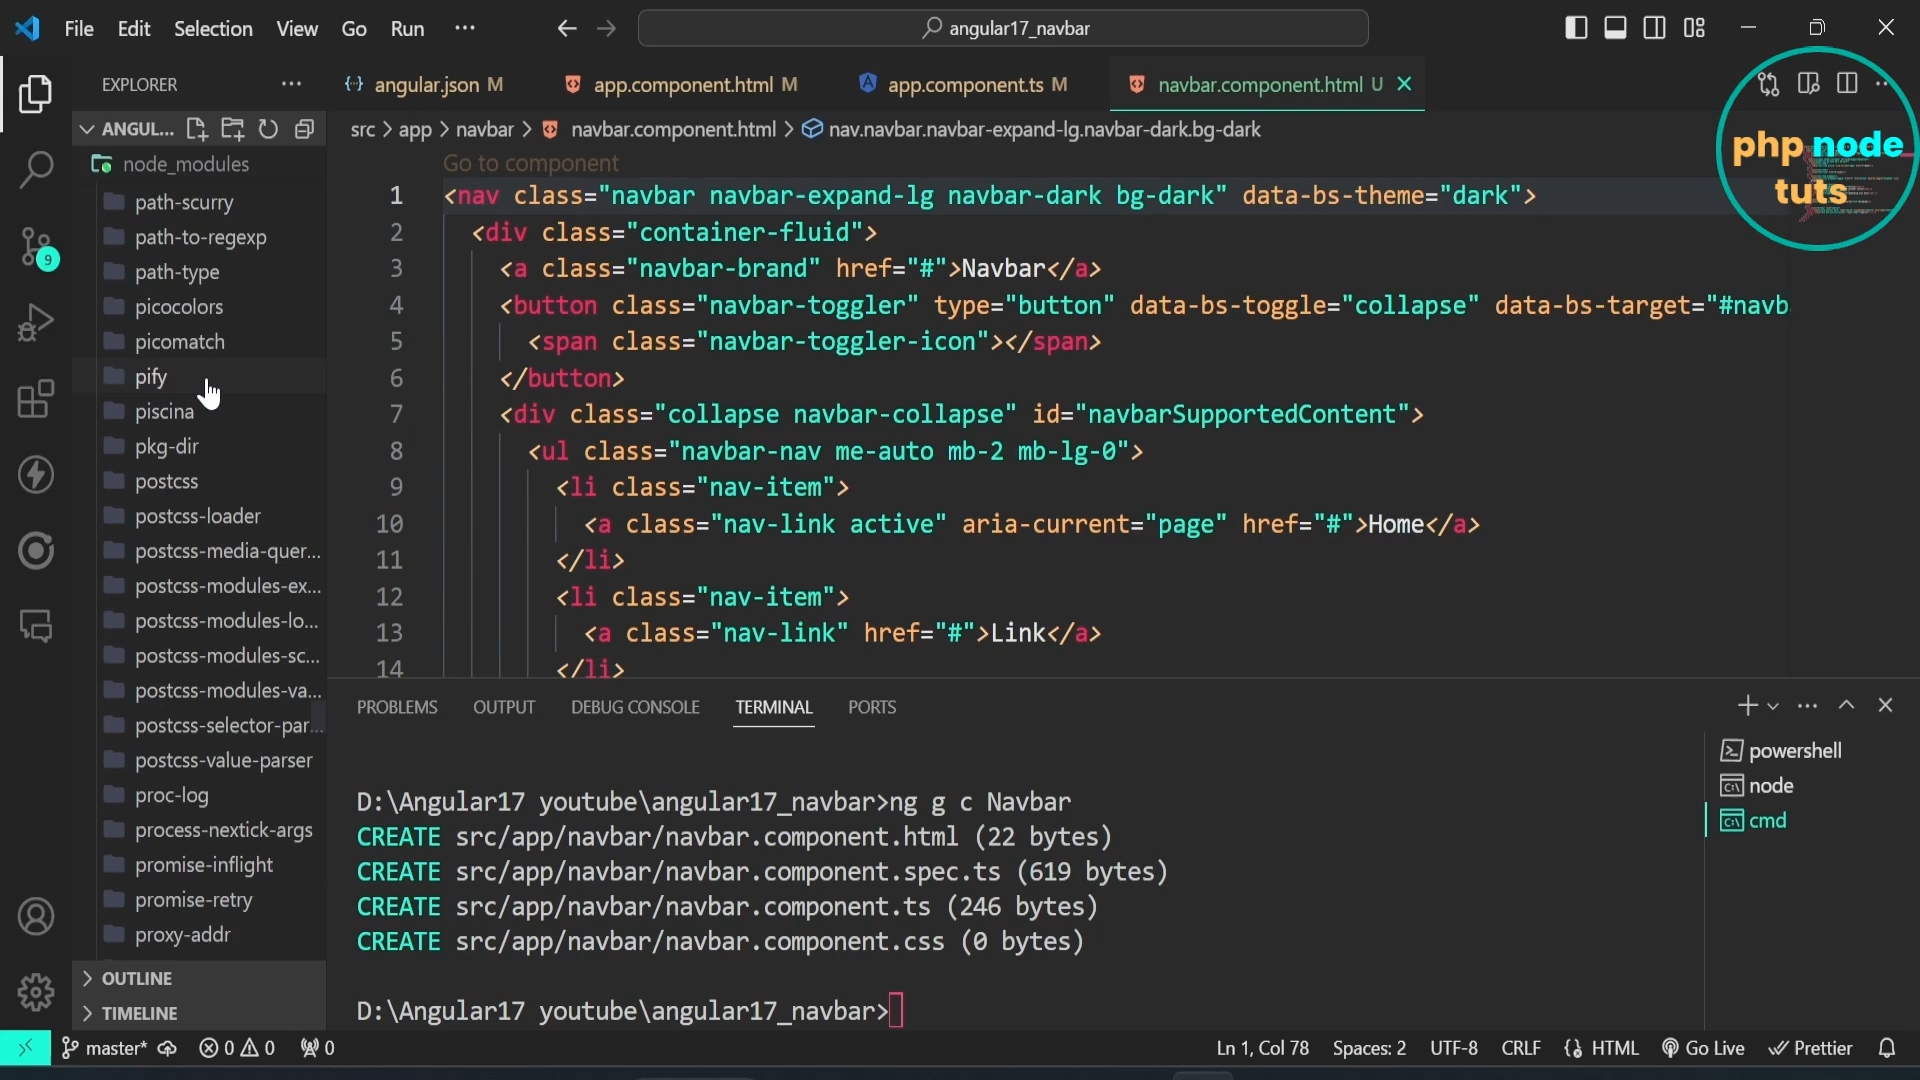 File Edit Selection View Go Run ···
angular17_navbar
EXPLORER ···
angular.json M
app.component.html M
app.component.ts M
navbar.component.html U
php node
tuts
ANGUL...
src > app > navbar > navbar.component.html > nav.navbar.navbar-expand-lg.navbar-dark.bg-dark
node_modules
path-scurry
path-to-regexp
path-type
picocolors
picomatch
pify
piscina
pkg-dir
postcss
postcss-loader
postcss-media-quer...
postcss-modules-ex...
postcss-modules-lo...
postcss-modules-sc...
postcss-modules-va...
postcss-selector-par...
postcss-value-parser
proc-log
process-nextick-args
promise-inflight
promise-retry
proxy-addr
OUTLINE
TIMELINE
9
Go to component
1 <nav class="navbar navbar-expand-lg navbar-dark bg-dark" data-bs-theme="dark">
2 <div class="container-fluid">
3 <a class="navbar-brand" href="#">Navbar</a>
4 <button class="navbar-toggler" type="button" data-bs-toggle="collapse" data-bs-target="#navb
5 <span class="navbar-toggler-icon"></span>
6 </button>
7 <div class="collapse navbar-collapse" id="navbarSupportedContent">
8 <ul class="navbar-nav me-auto mb-2 mb-lg-0">
9 <li class="nav-item">
10 <a class="nav-link active" aria-current="page" href="#">Home</a>
11 </li>
12 <li class="nav-item">
13 <a class="nav-link" href="#">Link</a>
14 </li>
PROBLEMS OUTPUT DEBUG CONSOLE TERMINAL PORTS
D:\Angular17 youtube\angular17_navbar>ng g c Navbar
CREATE src/app/navbar/navbar.component.html (22 bytes)
CREATE src/app/navbar/navbar.component.spec.ts (619 bytes)
CREATE src/app/navbar/navbar.component.ts (246 bytes)
CREATE src/app/navbar/navbar.component.css (0 bytes)
D:\Angular17 youtube\angular17_navbar>
powershell
node
cmd
master* 0 0 0 Ln 1, Col 78 Spaces: 2 UTF-8 CRLF HTML Go Live Prettier